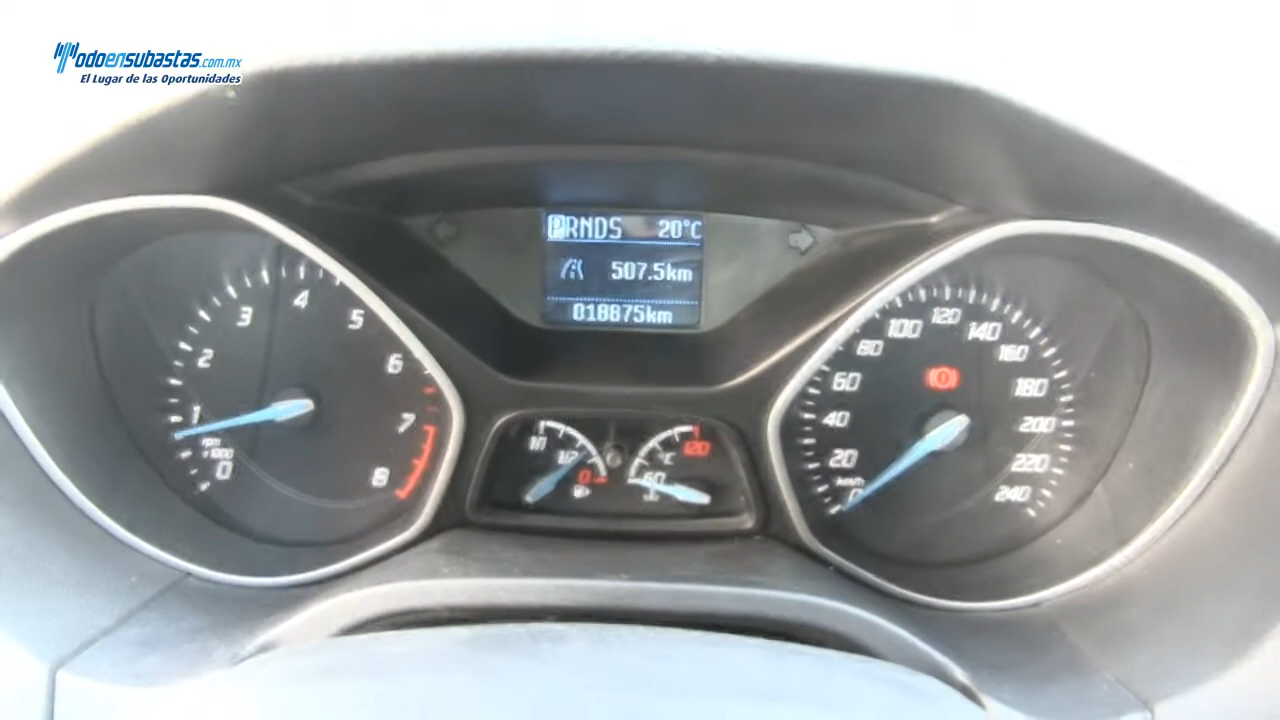 Todoensubastas.com.mx
El Lugar de las Oportunidades
PRNDS 20°C
507.5km
018875km
1 2 3 4 5 6 7 8
rpm
x1000
0
1/1 1/2 0
60 °C 120
0 20 40 60 80 100 120 140 160 180 200 220 240
km/h